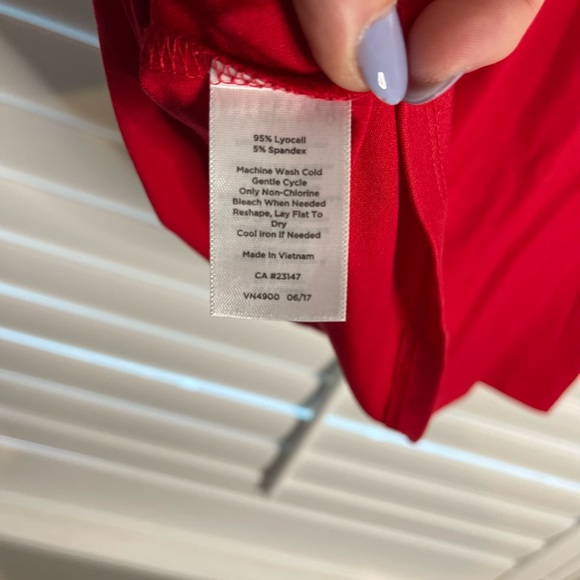 95% Lyocell
5% Spandex
Machine Wash Cold
Gentle Cycle
Only Non-Chlorine
Bleach When Needed
Reshape, Lay Flat To
Dry
Cool Iron If Needed
Made In Vietnam
CA #23147
VN4900 06/17